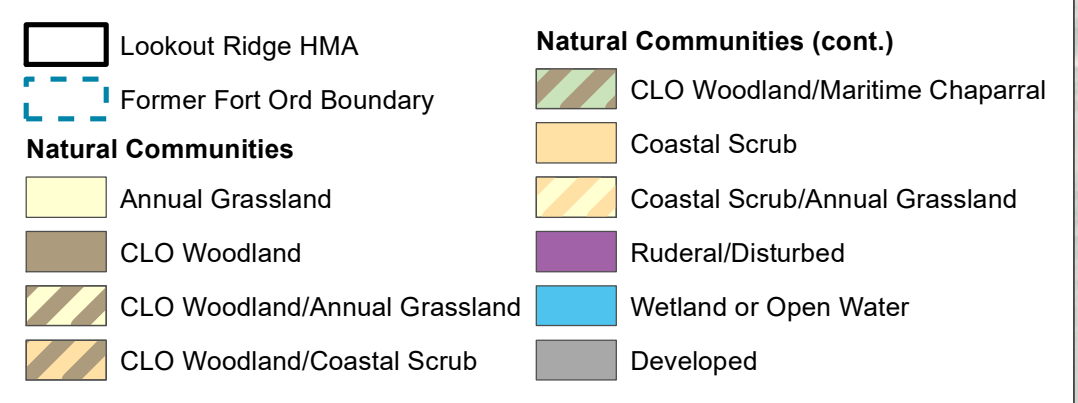 Lookout Ridge HMA
Former Fort Ord Boundary
Natural Communities
Annual Grassland
CLO Woodland
CLO Woodland/Annual Grassland
CLO Woodland/Coastal Scrub
Natural Communities (cont.)
CLO Woodland/Maritime Chaparral
Coastal Scrub
Coastal Scrub/Annual Grassland
Ruderal/Disturbed
Wetland or Open Water
Developed